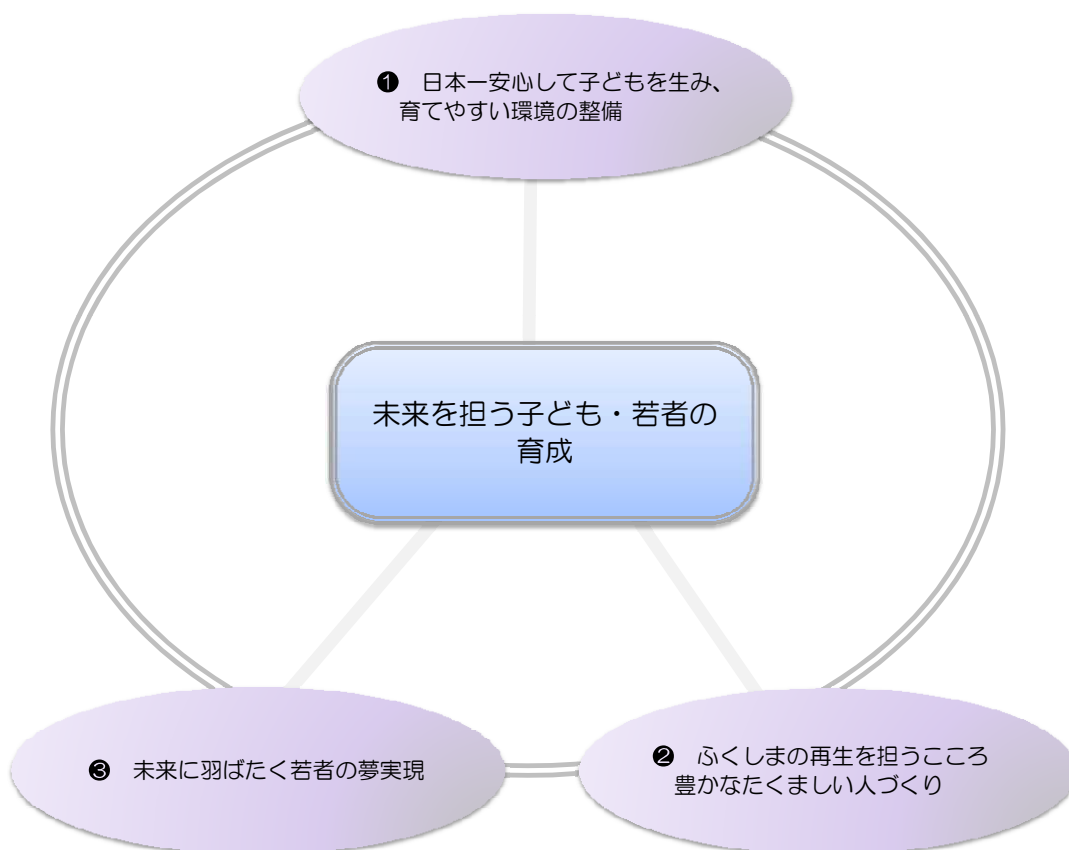 ❶　日本一安心して子どもを生み、
育てやすい環境の整備
未来を担う子ども・若者の
育成
❷　ふくしまの再生を担うこころ
豊かなたくましい人づくり
❸　未来に羽ばたく若者の夢実現